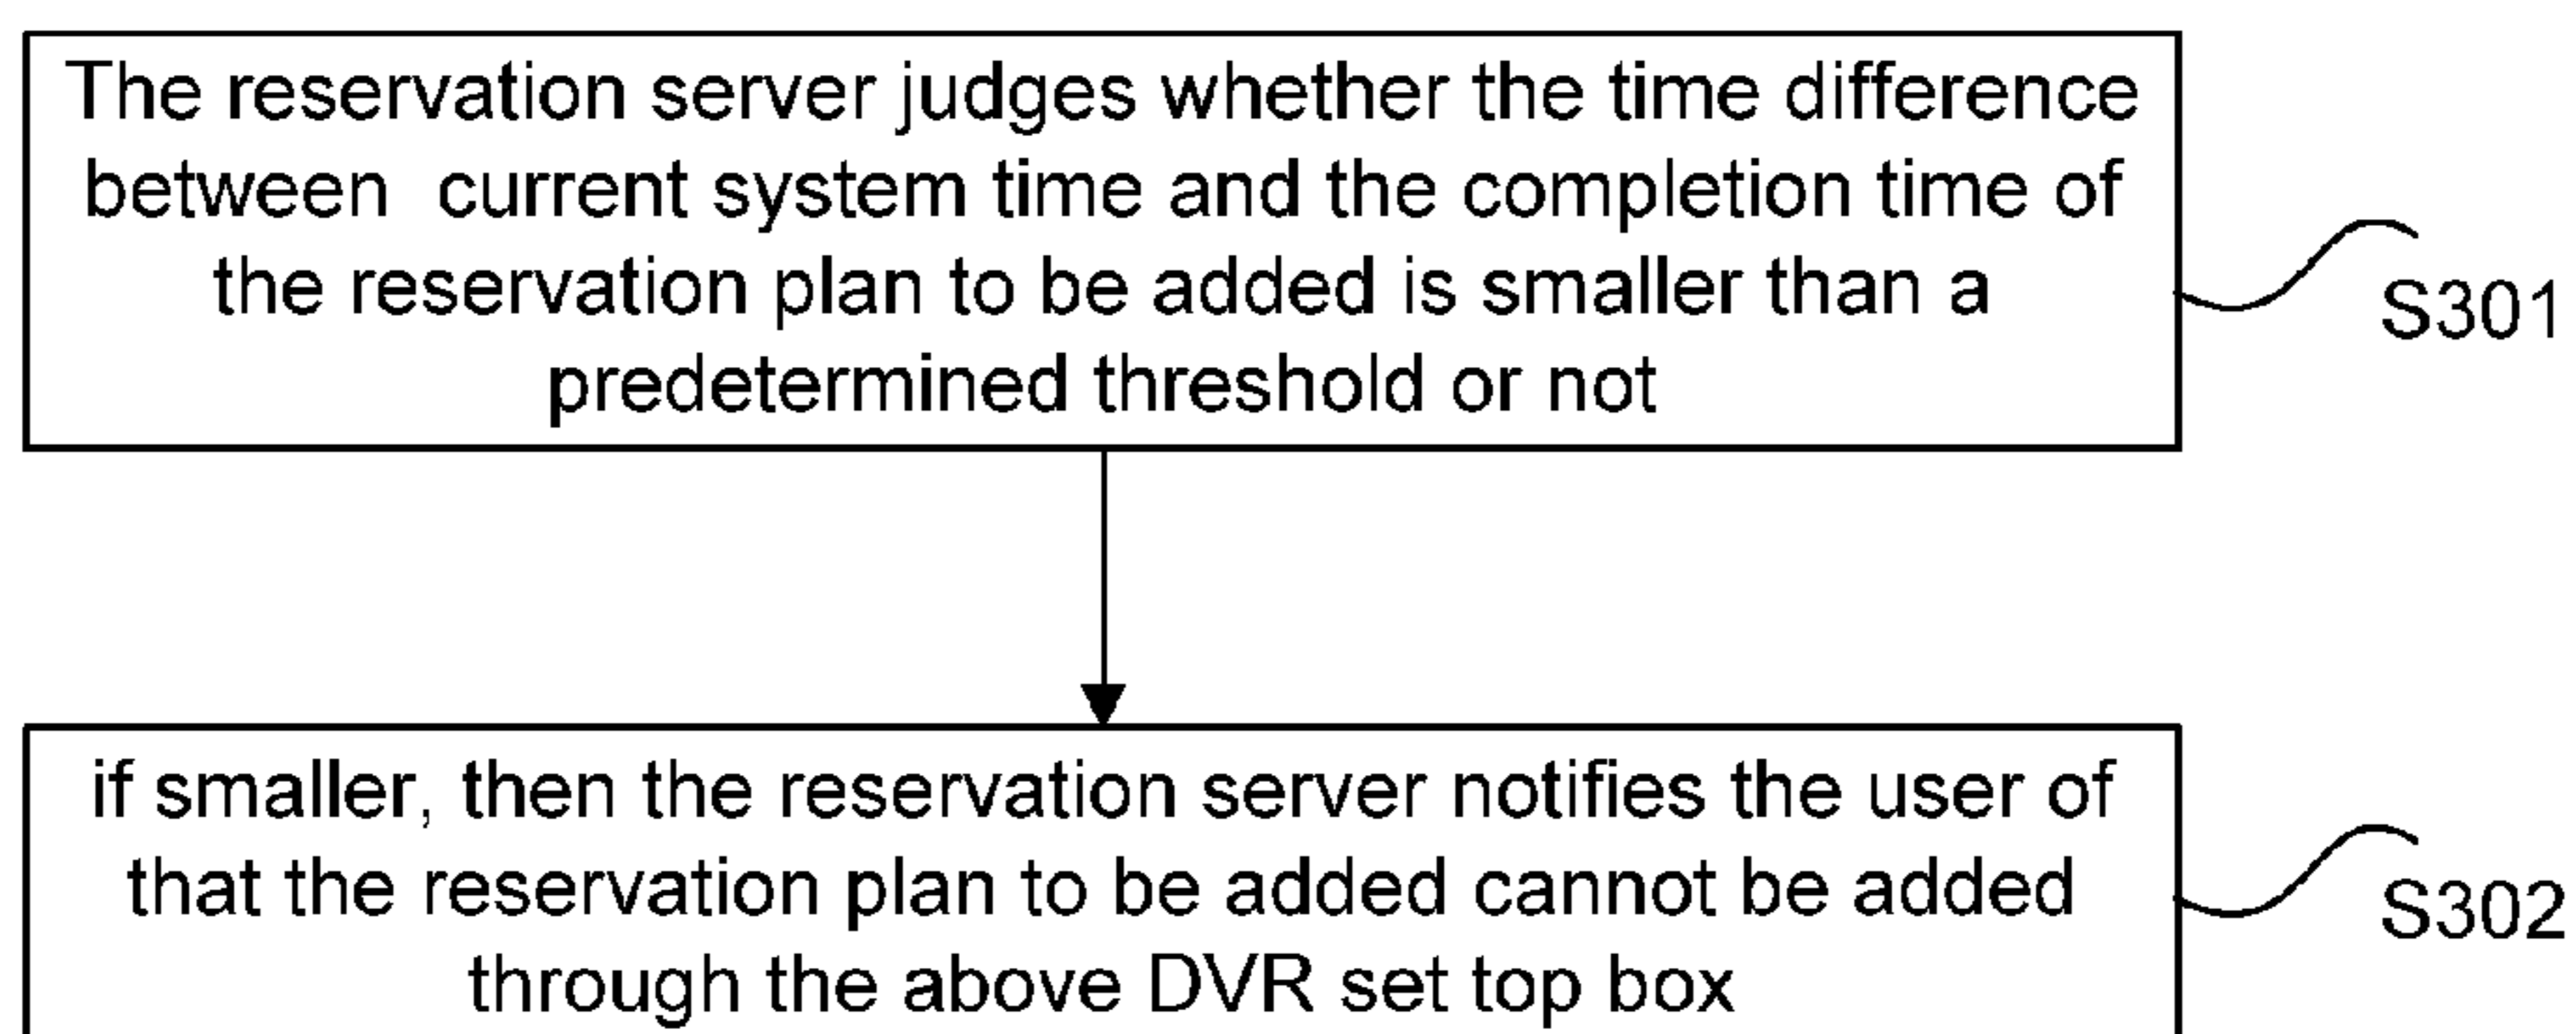 The reservation server judges whether the time difference
between current system time and the completion time of
the reservation plan to be added is smaller than a
predetermined threshold or not
S301
if smaller, then the reservation server notifies the user of
that the reservation plan to be added cannot be added
through the above DVR set top box
S302